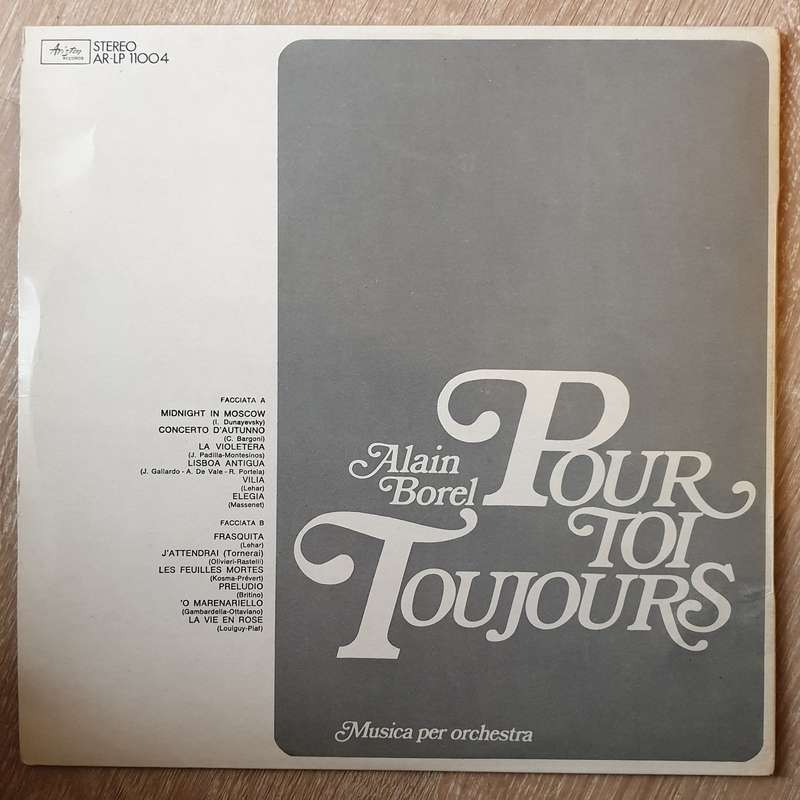 Ariston
RECORDS
STEREO
AR-LP 11004
FACCIATA A
MIDNIGHT IN MOSCOW
(I. Dunayevsky)
CONCERTO D'AUTUNNO
(C. Bargoni)
LA VIOLETERA
(J. Padilla-Montesinos)
LISBOA ANTIGUA
(J. Gallardo - A. De Vale - R. Portela)
VILIA
(Lehar)
ELEGIA
(Massenet)
FACCIATA B
FRASQUITA
(Lehar)
J'ATTENDRAI (Tornerai)
(Olivieri-Rastelli)
LES FEUILLES MORTES
(Kosma-Prévert)
PRELUDIO
(Britino)
'O MARENARIELLO
(Gambardella-Ottaviano)
LA VIE EN ROSE
(Louiguy-Piaf)
Alain
Borel
POUR
TOI
TOUJOURS
Musica per orchestra